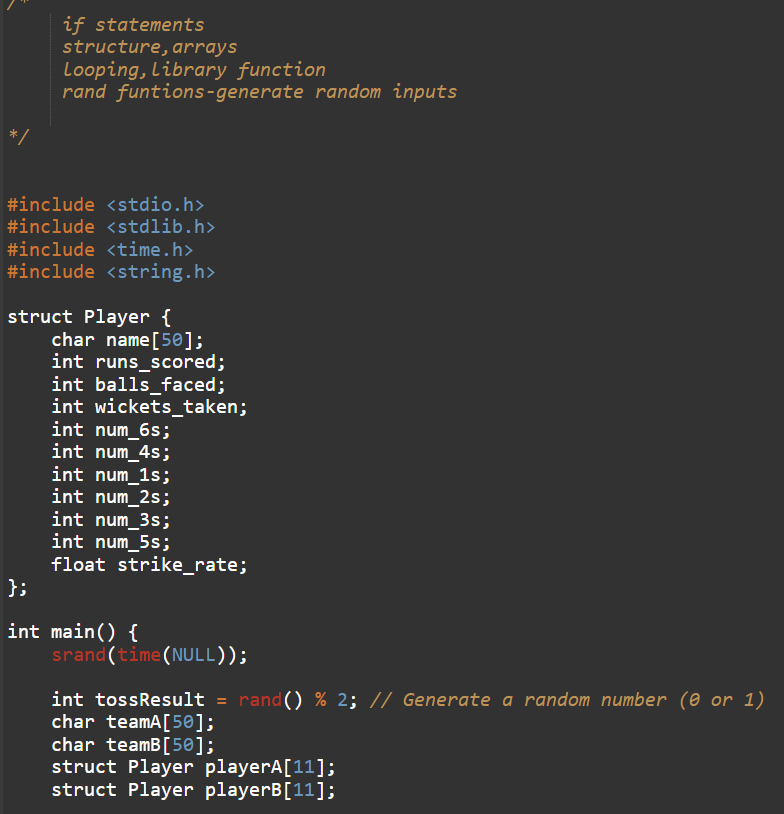 /*
if statements
structure,arrays
looping,library function
rand funtions-generate random inputs
*/
#include <stdio.h>
#include <stdlib.h>
#include <time.h>
#include <string.h>
struct Player {
char name[50];
int runs_scored;
int balls_faced;
int wickets_taken;
int num_6s;
int num_4s;
int num_1s;
int num_2s;
int num_3s;
int num_5s;
float strike_rate;
};
int main() {
srand(time(NULL));
int tossResult = rand() % 2; // Generate a random number (0 or 1)
char teamA[50];
char teamB[50];
struct Player playerA[11];
struct Player playerB[11];